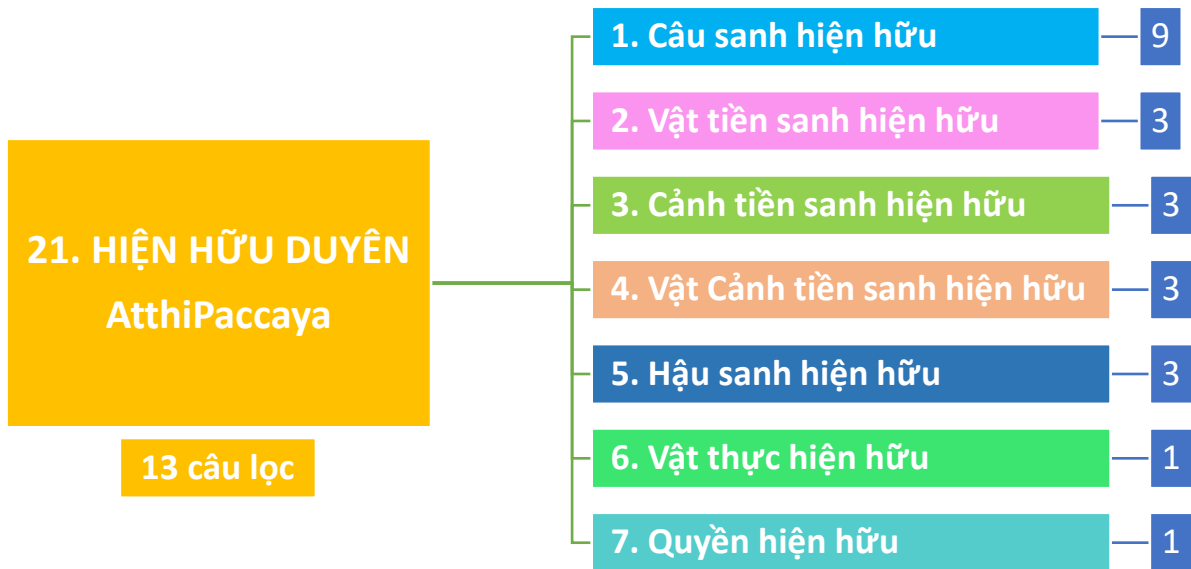 21. HIỆN HỮU DUYÊN
AtthiPaccaya
13 câu lọc
1. Câu sanh hiện hữu
9
2. Vật tiền sanh hiện hữu
3
3. Cảnh tiền sanh hiện hữu
3
4. Vật Cảnh tiền sanh hiện hữu
3
5. Hậu sanh hiện hữu
3
6. Vật thực hiện hữu
1
7. Quyền hiện hữu
1